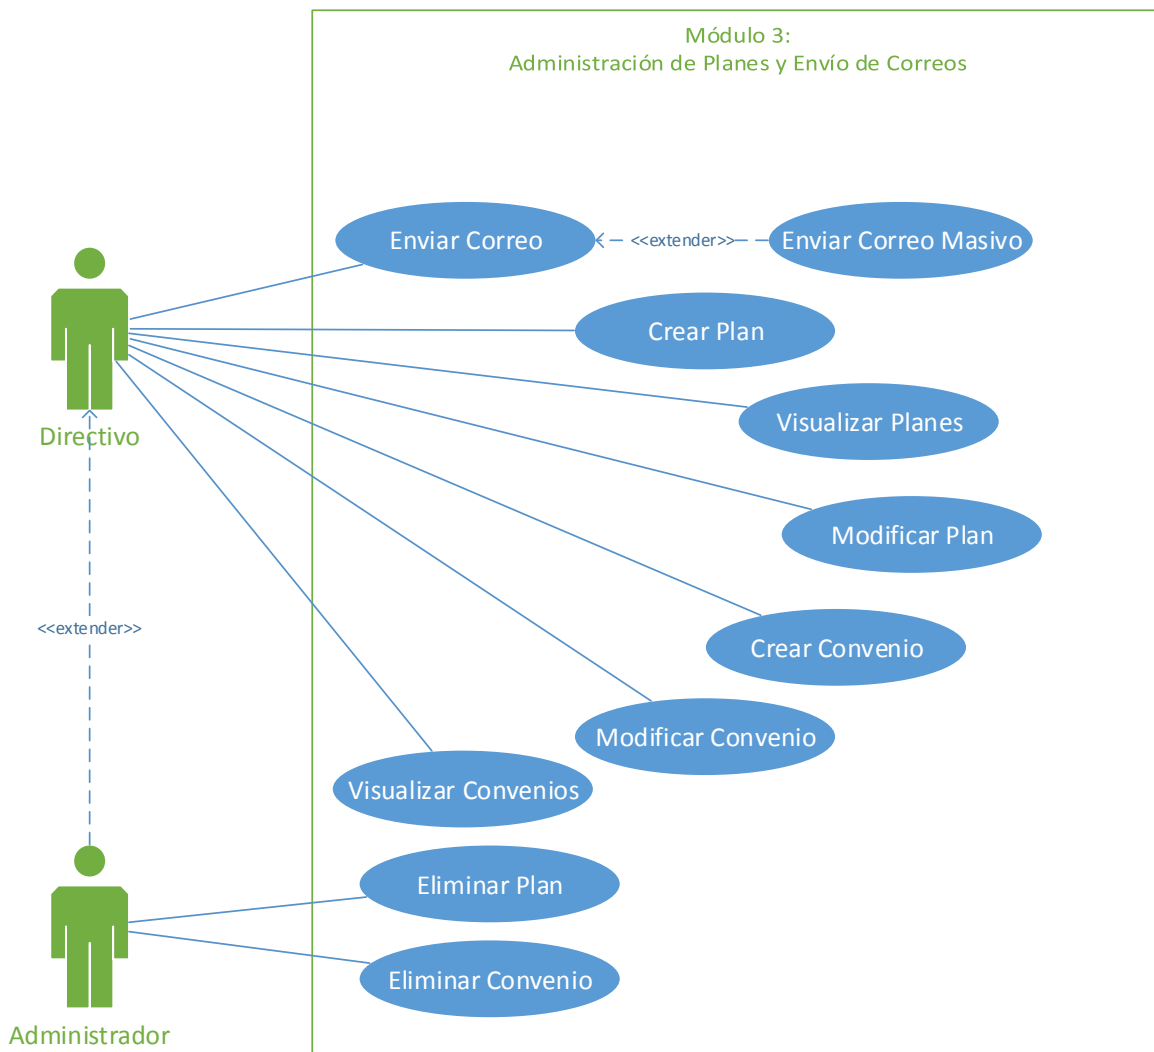 Módulo 3:
Administración de Planes y Envío de Correos
Enviar Correo
<<extender>>
Enviar Correo Masivo
Crear Plan
Visualizar Planes
Directivo
Modificar Plan
<<extender>>
Crear Convenio
Modificar Convenio
Visualizar Convenios
Eliminar Plan
Eliminar Convenio
Administrador